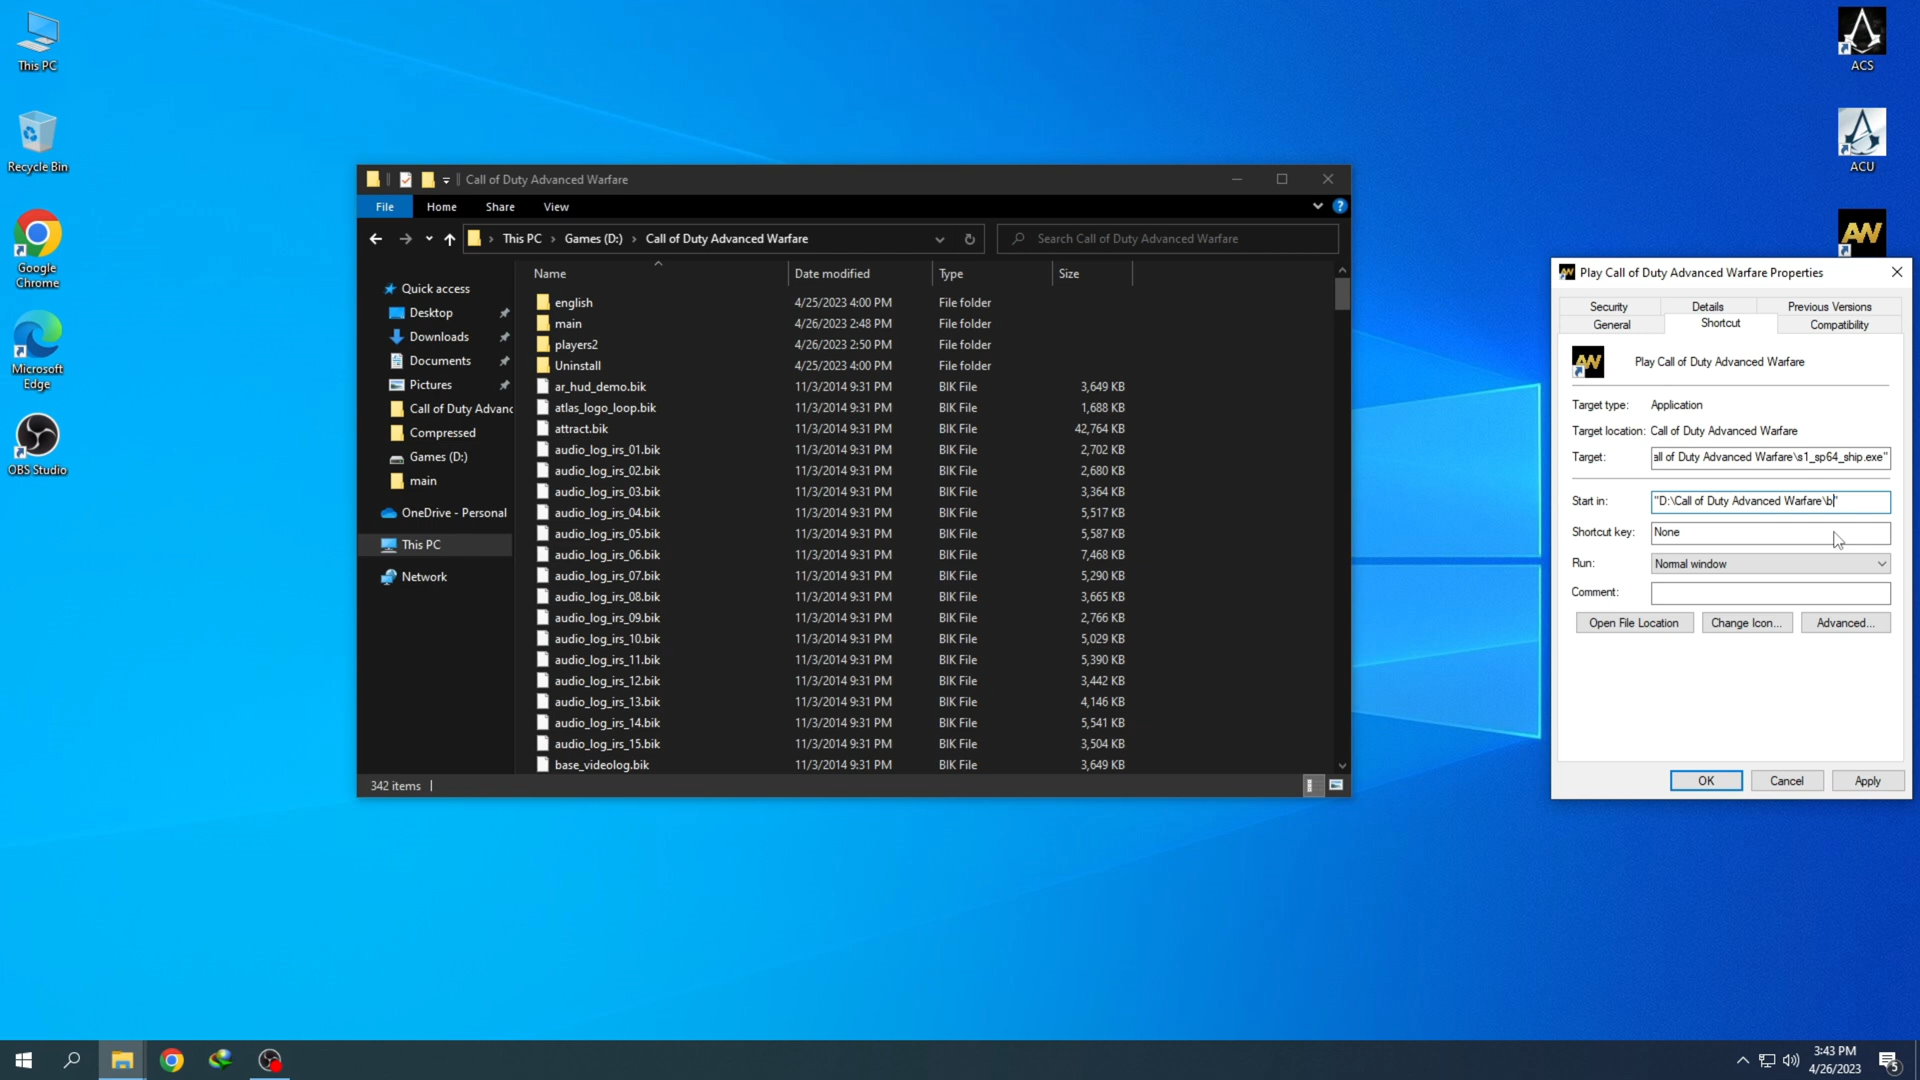 This PC
Recycle Bin
Google
Chrome
Microsoft
Edge
OBS Studio
ACS
ACU
AW
Call of Duty Advanced Warfare
File Home Share View
This PC › Games (D:) › Call of Duty Advanced Warfare
Search Call of Duty Advanced Warfare
Quick access
Desktop
Downloads
Documents
Pictures
Call of Duty Advanc
Compressed
Games (D:)
main
OneDrive - Personal
This PC
Network
Name Date modified Type Size
english 4/25/2023 4:00 PM File folder
main 4/26/2023 2:48 PM File folder
players2 4/26/2023 2:50 PM File folder
Uninstall 4/25/2023 4:00 PM File folder
ar_hud_demo.bik 11/3/2014 9:31 PM BIK File 3,649 KB
atlas_logo_loop.bik 11/3/2014 9:31 PM BIK File 1,688 KB
attract.bik 11/3/2014 9:31 PM BIK File 42,764 KB
audio_log_irs_01.bik 11/3/2014 9:31 PM BIK File 2,702 KB
audio_log_irs_02.bik 11/3/2014 9:31 PM BIK File 2,680 KB
audio_log_irs_03.bik 11/3/2014 9:31 PM BIK File 3,364 KB
audio_log_irs_04.bik 11/3/2014 9:31 PM BIK File 5,517 KB
audio_log_irs_05.bik 11/3/2014 9:31 PM BIK File 5,587 KB
audio_log_irs_06.bik 11/3/2014 9:31 PM BIK File 7,468 KB
audio_log_irs_07.bik 11/3/2014 9:31 PM BIK File 5,290 KB
audio_log_irs_08.bik 11/3/2014 9:31 PM BIK File 3,665 KB
audio_log_irs_09.bik 11/3/2014 9:31 PM BIK File 2,766 KB
audio_log_irs_10.bik 11/3/2014 9:31 PM BIK File 5,029 KB
audio_log_irs_11.bik 11/3/2014 9:31 PM BIK File 5,390 KB
audio_log_irs_12.bik 11/3/2014 9:31 PM BIK File 3,442 KB
audio_log_irs_13.bik 11/3/2014 9:31 PM BIK File 4,146 KB
audio_log_irs_14.bik 11/3/2014 9:31 PM BIK File 5,541 KB
audio_log_irs_15.bik 11/3/2014 9:31 PM BIK File 3,504 KB
base_videolog.bik 11/3/2014 9:31 PM BIK File 3,649 KB
342 items
Play Call of Duty Advanced Warfare Properties
Security Details Previous Versions
General Shortcut Compatibility
AW
Play Call of Duty Advanced Warfare
Target type: Application
Target location: Call of Duty Advanced Warfare
Target: all of Duty Advanced Warfare\s1_sp64_ship.exe"
Start in: "D:\Call of Duty Advanced Warfare\b"
Shortcut key: None
Run: Normal window
Comment:
Open File Location Change Icon... Advanced...
OK Cancel Apply
3:43 PM
4/26/2023
5